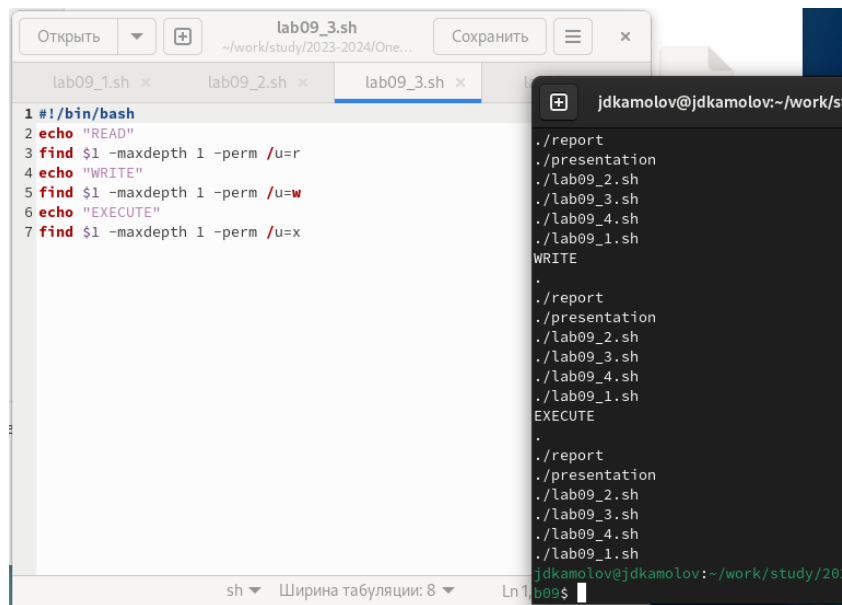 Открыть
lab09_3.sh
~/work/study/2023-2024/One...
Сохранить
lab09_1.sh
lab09_2.sh
lab09_3.sh
1 #!/bin/bash
2 echo "READ"
3 find $1 -maxdepth 1 -perm /u=r
4 echo "WRITE"
5 find $1 -maxdepth 1 -perm /u=w
6 echo "EXECUTE"
7 find $1 -maxdepth 1 -perm /u=x
sh
Ширина табуляции: 8
Ln 1,
jdkamolov@jdkamolov:~/work/s
./report
./presentation
./lab09_2.sh
./lab09_3.sh
./lab09_4.sh
./lab09_1.sh
WRITE
.
./report
./presentation
./lab09_2.sh
./lab09_3.sh
./lab09_4.sh
./lab09_1.sh
EXECUTE
.
./report
./presentation
./lab09_2.sh
./lab09_3.sh
./lab09_4.sh
./lab09_1.sh
jdkamolov@jdkamolov:~/work/study/20
b09$